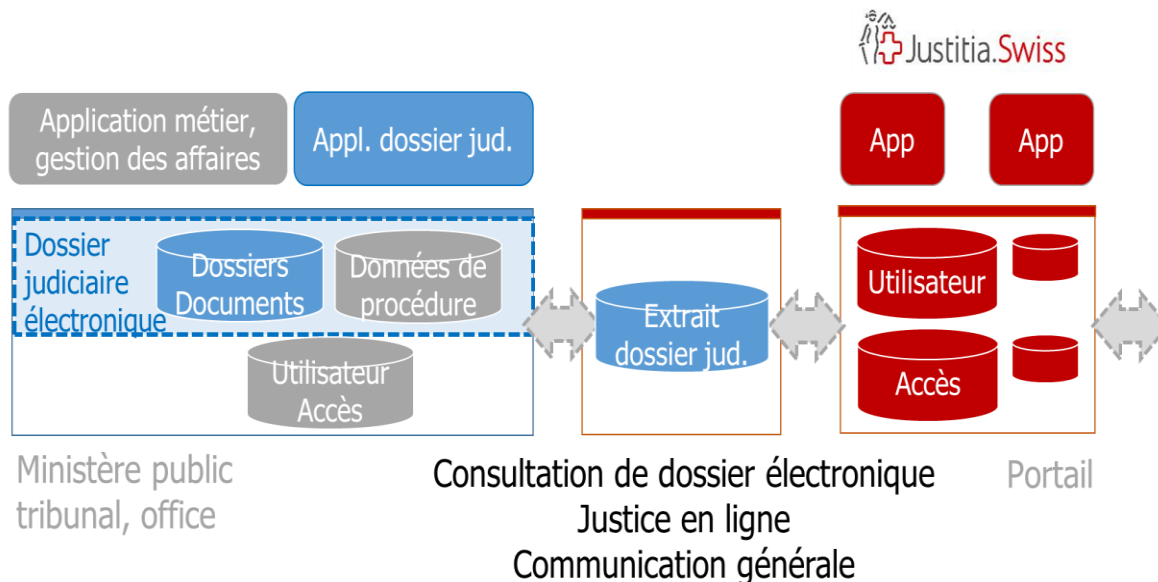 Justitia.Swiss
Application métier,
gestion des affaires
Appl. dossier jud.
App
App
Dossier
judiciaire
électronique
Dossiers
Documents
Données de
procédure
Utilisateur
Accès
Extrait
dossier jud.
Utilisateur
Accès
Ministère public
tribunal, office
Consultation de dossier électronique
Justice en ligne
Communication générale
Portail